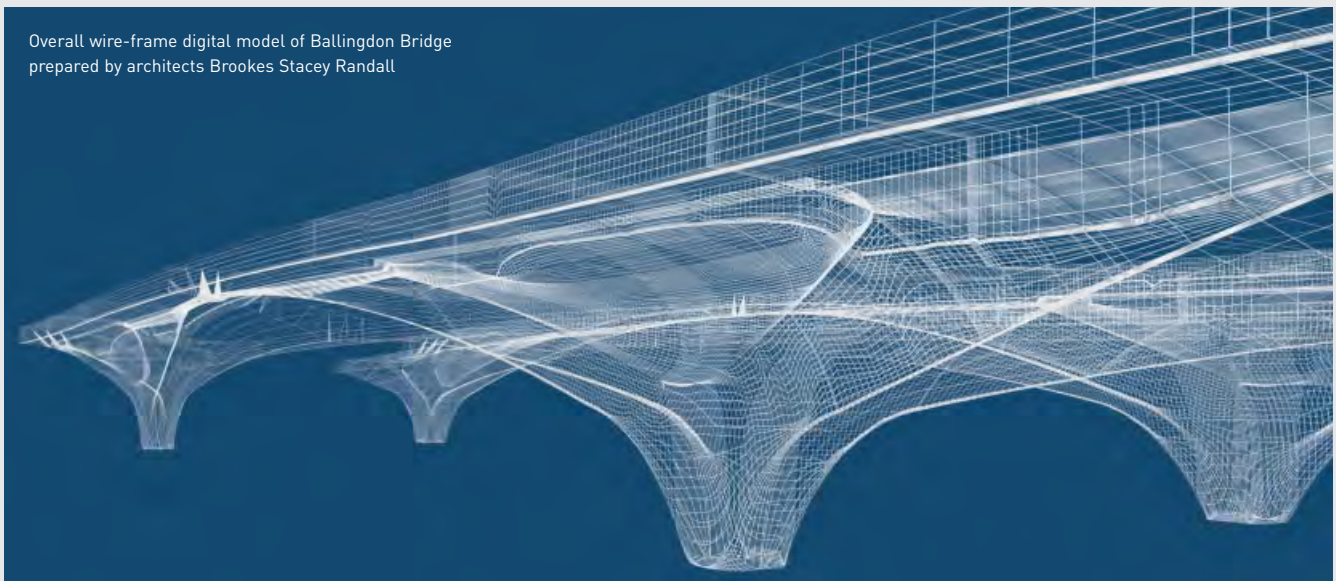 Overall wire-frame digital model of Ballingdon Bridge
prepared by architects Brookes Stacey Randall